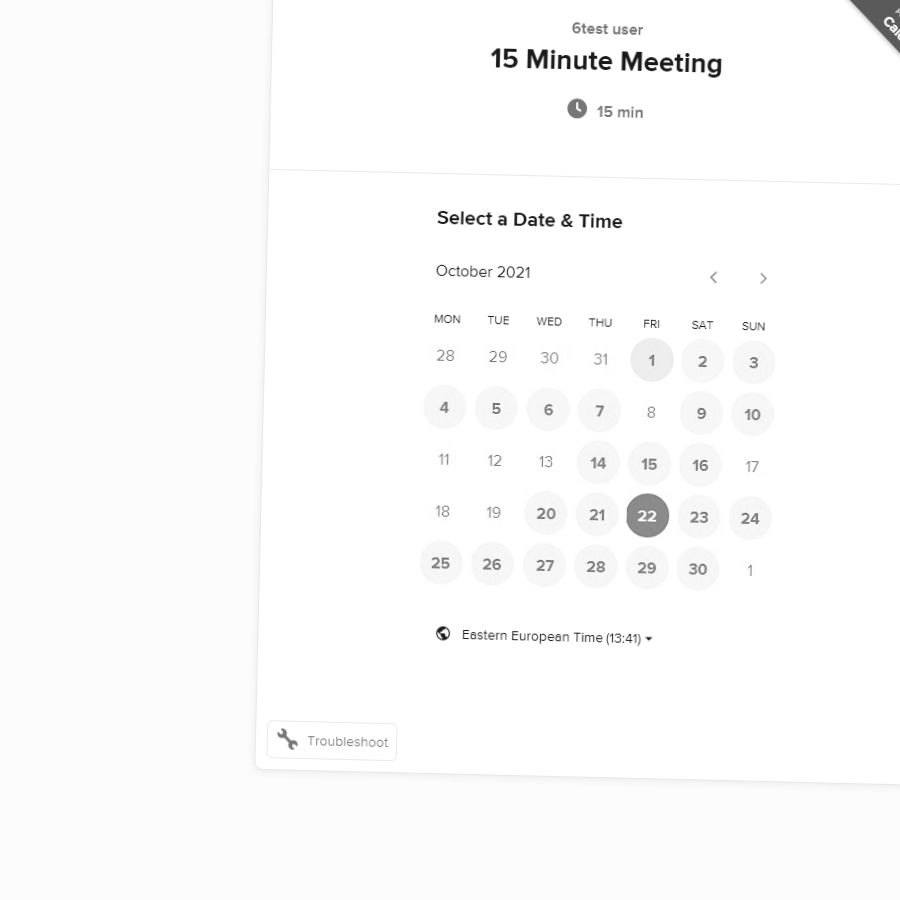 6test user
15 Minute Meeting
15 min
Select a Date & Time
October 2021
MON TUE WED THU FRI SAT SUN
28 29 30 31 1 2 3
4 5 6 7 8 9 10
11 12 13 14 15 16 17
18 19 20 21 22 23 24
25 26 27 28 29 30 1
Eastern European Time (13:41)
Troubleshoot